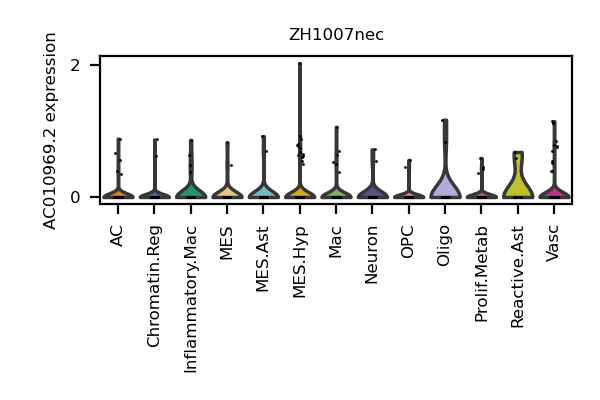 ZH1007nec
AC010969.2 expression
2
0
AC
Chromatin.Reg
Inflammatory.Mac
MES
MES.Ast
MES.Hyp
Mac
Neuron
OPC
Oligo
Prolif.Metab
Reactive.Ast
Vasc